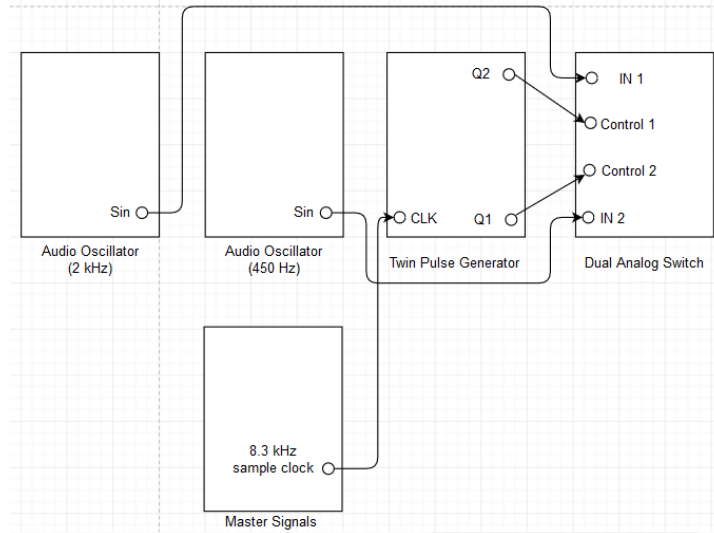 Q2
IN 1
Control 1
Control 2
Sin
Sin
CLK
Q1
IN 2
Audio Oscillator
(2 kHz)
Audio Oscillator
(450 Hz)
Twin Pulse Generator
Dual Analog Switch
8.3 kHz
sample clock
Master Signals